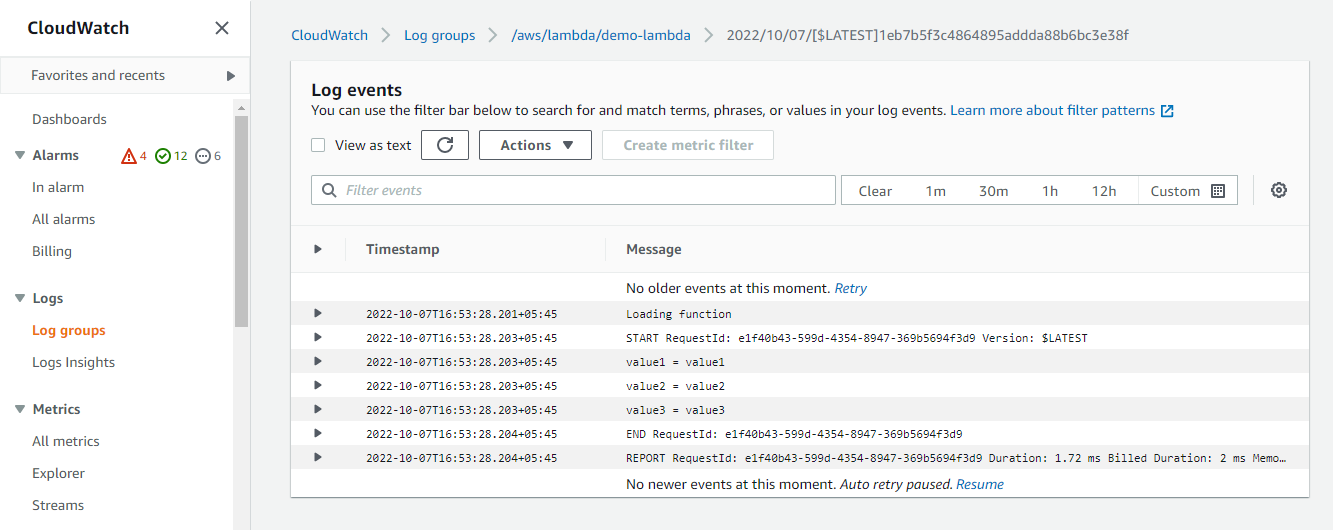 CloudWatch
Favorites and recents
Dashboards
Alarms 4 12 6
In alarm
All alarms
Billing
Logs
Log groups
Logs Insights
Metrics
All metrics
Explorer
Streams
CloudWatch Log groups /aws/lambda/demo-lambda 2022/10/07/[$LATEST]1eb7b5f3c4864895addda88b6bc3e38f
Log events
You can use the filter bar below to search for and match terms, phrases, or values in your log events. Learn more about filter patterns
View as text Actions Create metric filter
Filter events Clear 1m 30m 1h 12h Custom
Timestamp Message
No older events at this moment. Retry
2022-10-07T16:53:28.201+05:45 Loading function
2022-10-07T16:53:28.203+05:45 START RequestId: e1f40b43-599d-4354-8947-369b5694f3d9 Version: $LATEST
2022-10-07T16:53:28.203+05:45 value1 = value1
2022-10-07T16:53:28.203+05:45 value2 = value2
2022-10-07T16:53:28.203+05:45 value3 = value3
2022-10-07T16:53:28.204+05:45 END RequestId: e1f40b43-599d-4354-8947-369b5694f3d9
2022-10-07T16:53:28.204+05:45 REPORT RequestId: e1f40b43-599d-4354-8947-369b5694f3d9 Duration: 1.72 ms Billed Duration: 2 ms Memo…
No newer events at this moment. Auto retry paused. Resume